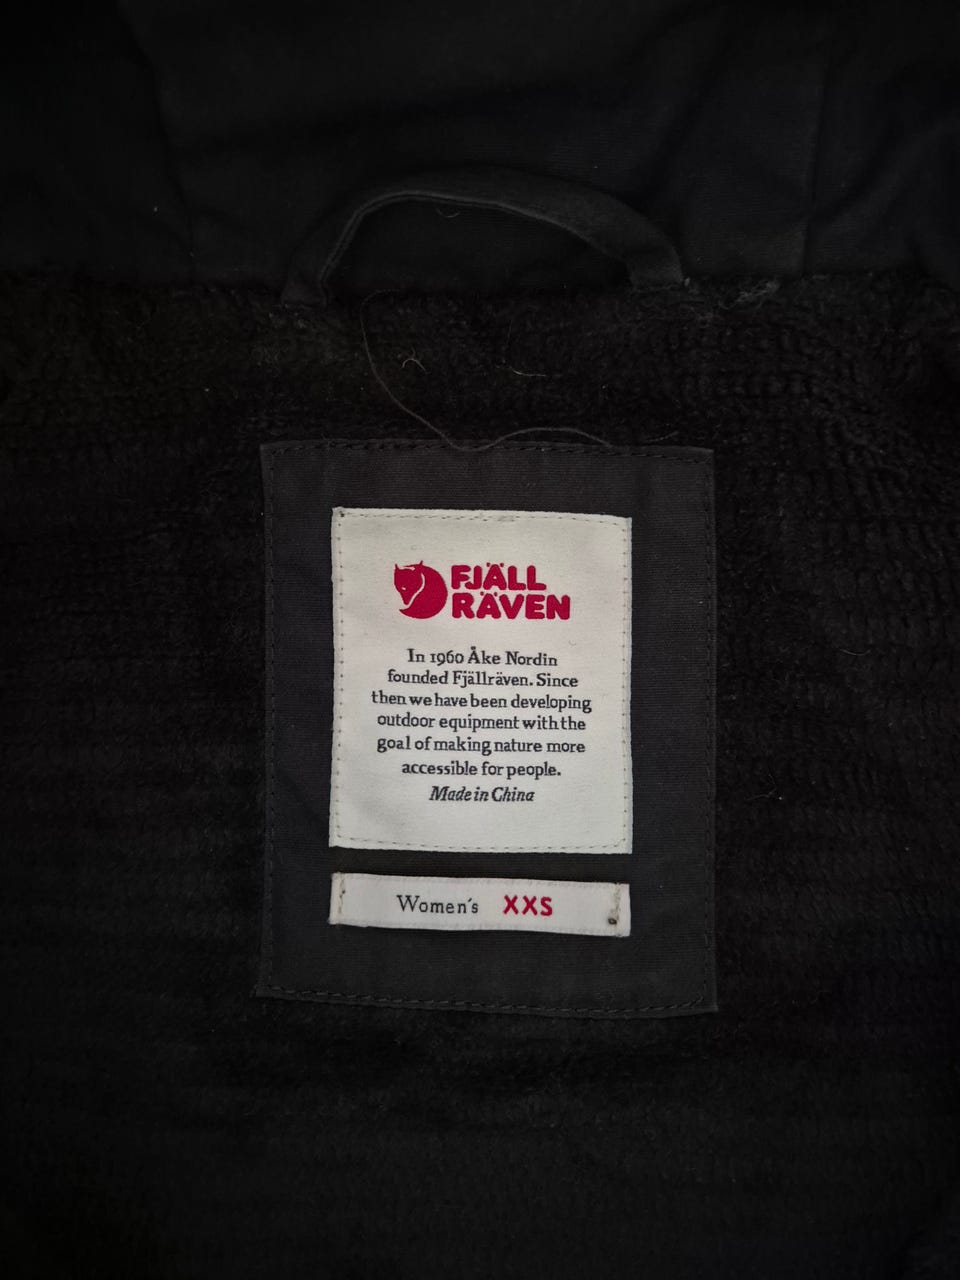 FJÄLL
RÄVEN
In 1960 Åke Nordin
founded Fjällräven. Since
then we have been developing
outdoor equipment with the
goal of making nature more
accessible for people.
Made in China
Women's XXS